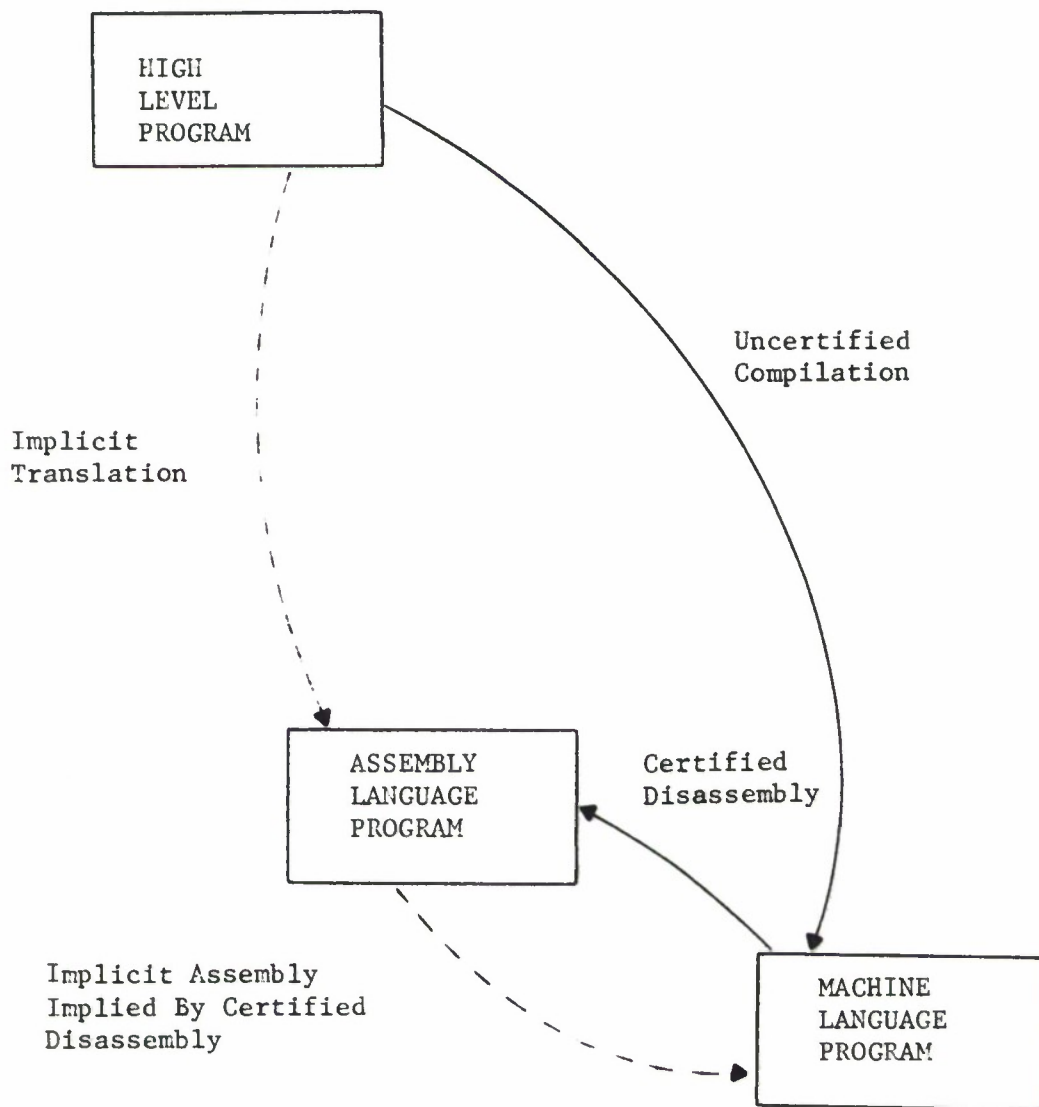 HIGH
LEVEL
PROGRAM
Uncertified
Compilation
Implicit
Translation
ASSEMBLY
LANGUAGE
PROGRAM
Certified
Disassembly
Implicit Assembly
Implied By Certified
Disassembly
MACHINE
LANGUAGE
PROGRAM